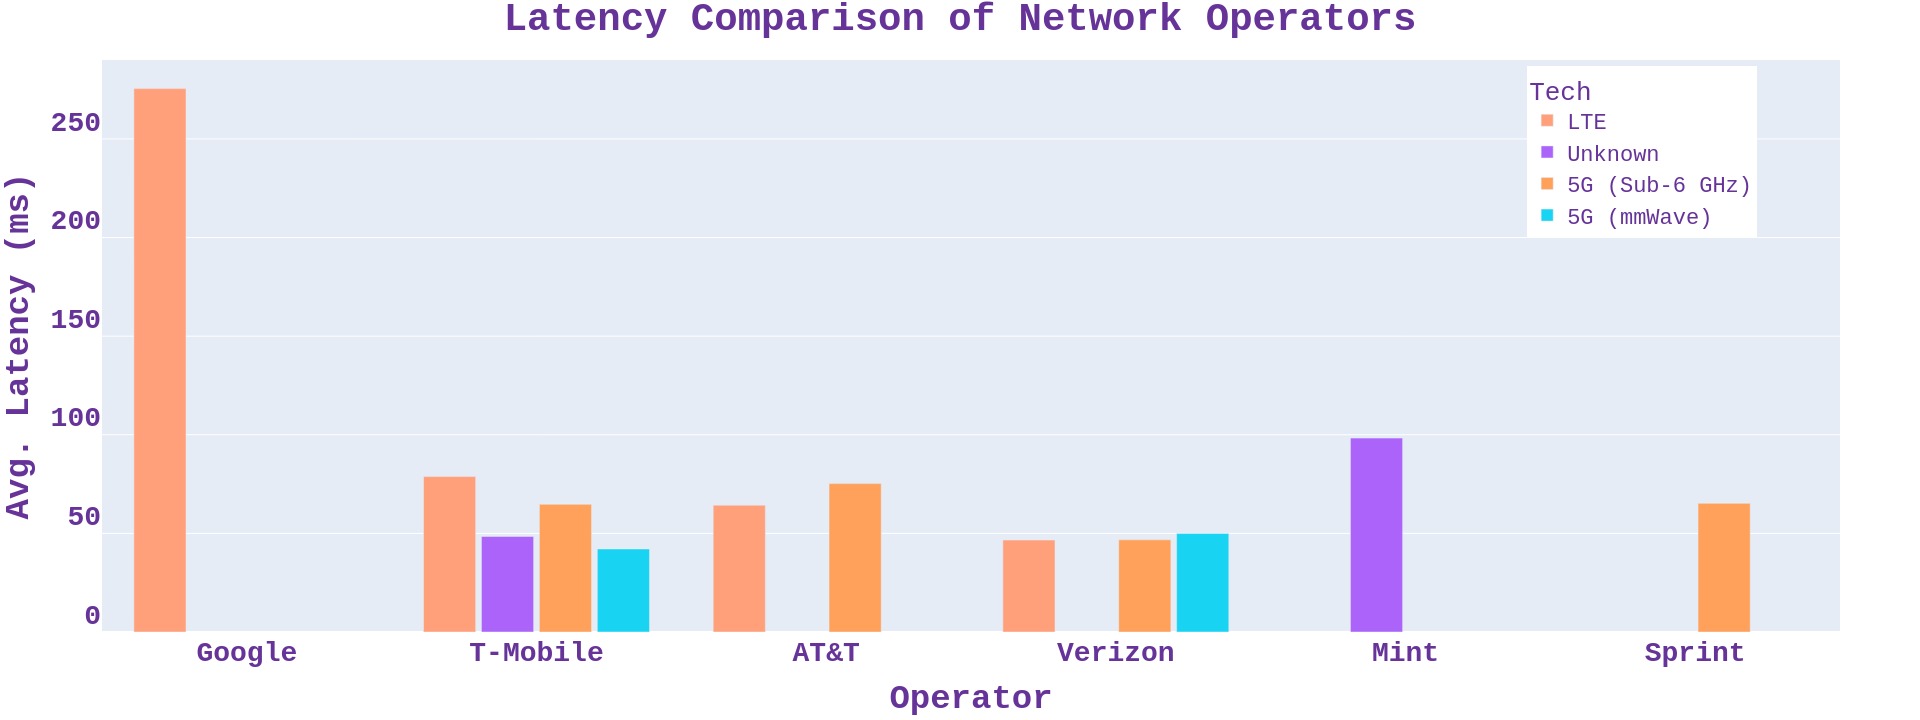 Latency Comparison of Network Operators
Tech
LTE
Unknown
5G (Sub-6 GHz)
5G (mmWave)
Avg. Latency (ms)
250
200
150
100
50
0
Google T-Mobile AT&T Verizon Mint Sprint
Operator